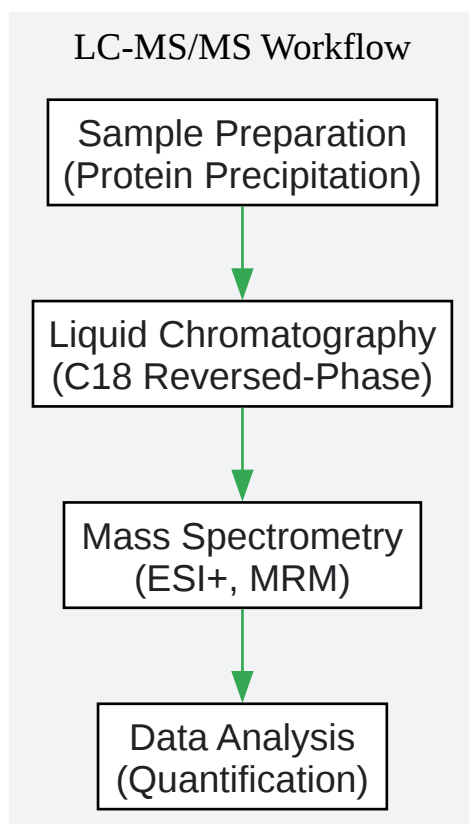 LC-MS/MS Workflow
Sample Preparation
(Protein Precipitation)
Liquid Chromatography
(C18 Reversed-Phase)
Mass Spectrometry
(ESI+, MRM)
Data Analysis
(Quantification)